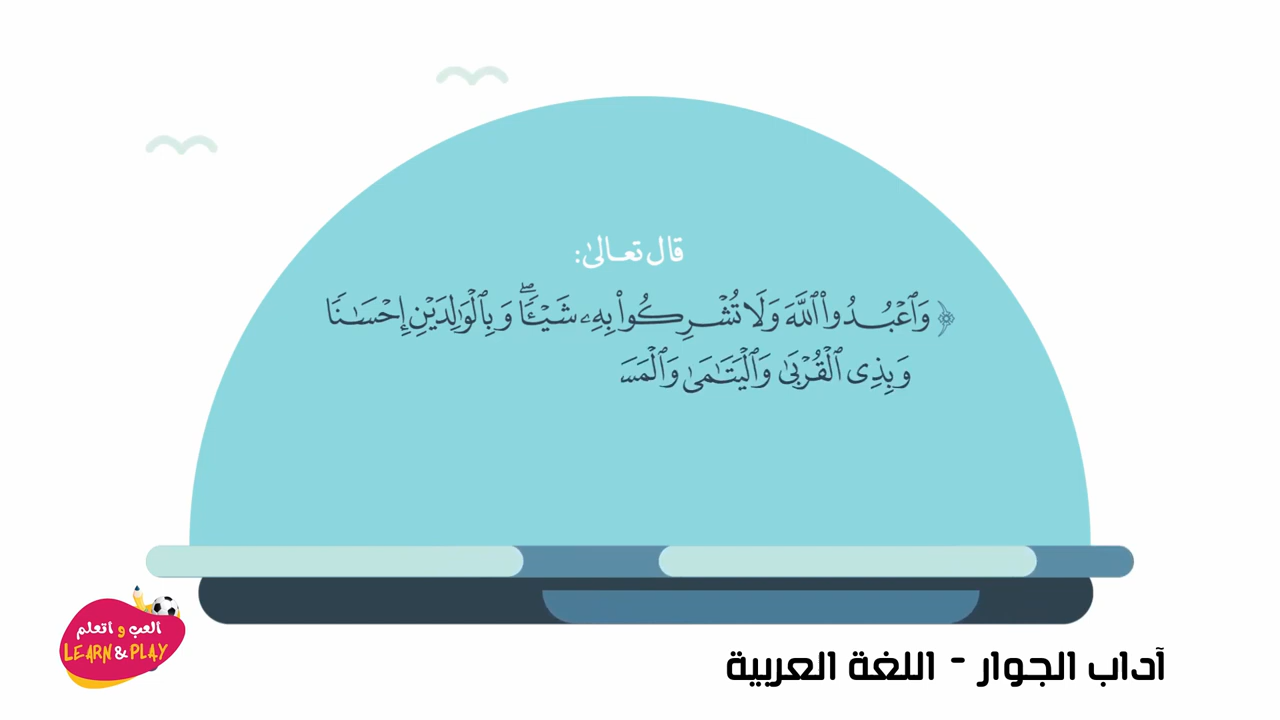 قال تعالىٰ:
﴿ وَٱعْبُدُوا۟ ٱللَّهَ وَلَا تُشْرِكُوا۟ بِهِۦ شَيْـًٔا ۖ وَبِٱلْوَٰلِدَيْنِ إِحْسَـٰنًا
وَبِذِى ٱلْقُرْبَىٰ وَٱلْيَتَـٰمَىٰ وَٱلْمَسَـ
العب و اتعلم
LEARN & PLAY
آداب الجوار - اللغة العربية